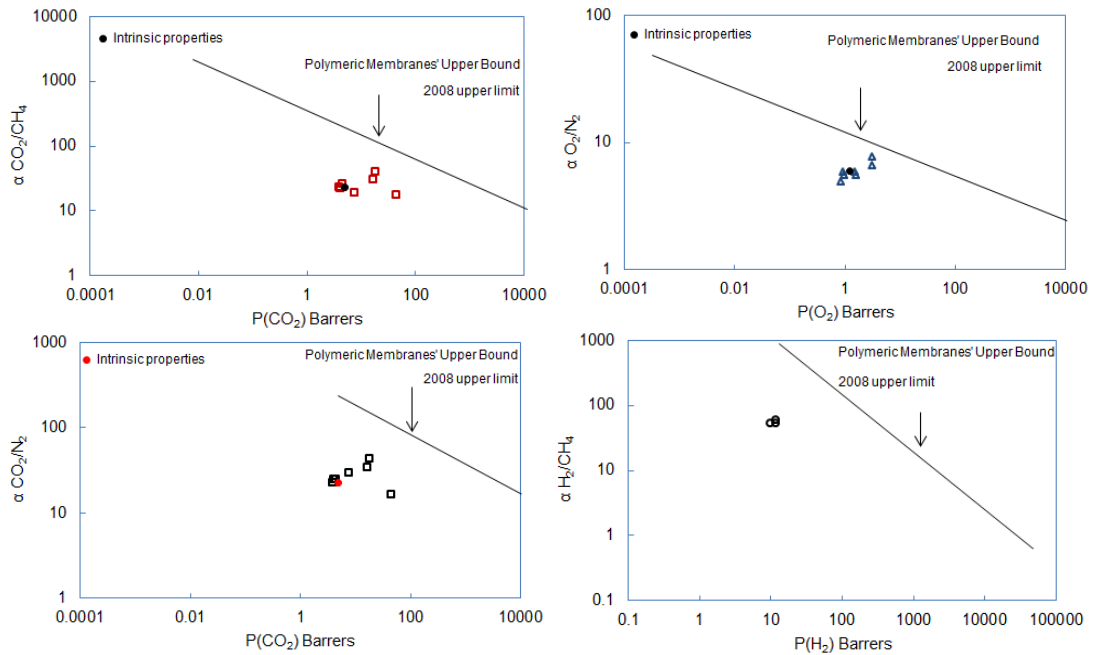 10000
1000
100
10
1
0.0001
0.01
1
100
10000
α CO₂/CH₄
P(CO₂) Barrers
Intrinsic properties
Polymeric Membranes' Upper Bound
2008 upper limit
100
10
1
0.0001
0.01
1
100
10000
α O₂/N₂
P(O₂) Barrers
Intrinsic properties
Polymeric Membranes' Upper Bound
2008 upper limit
1000
100
10
1
0.0001
0.01
1
100
10000
α CO₂/N₂
P(CO₂) Barrers
Intrinsic properties
Polymeric Membranes' Upper Bound
2008 upper limit
1000
100
10
1
0.1
0.1
1
10
100
1000
10000
100000
α H₂/CH₄
P(H₂) Barrers
Polymeric Membranes' Upper Bound
2008 upper limit